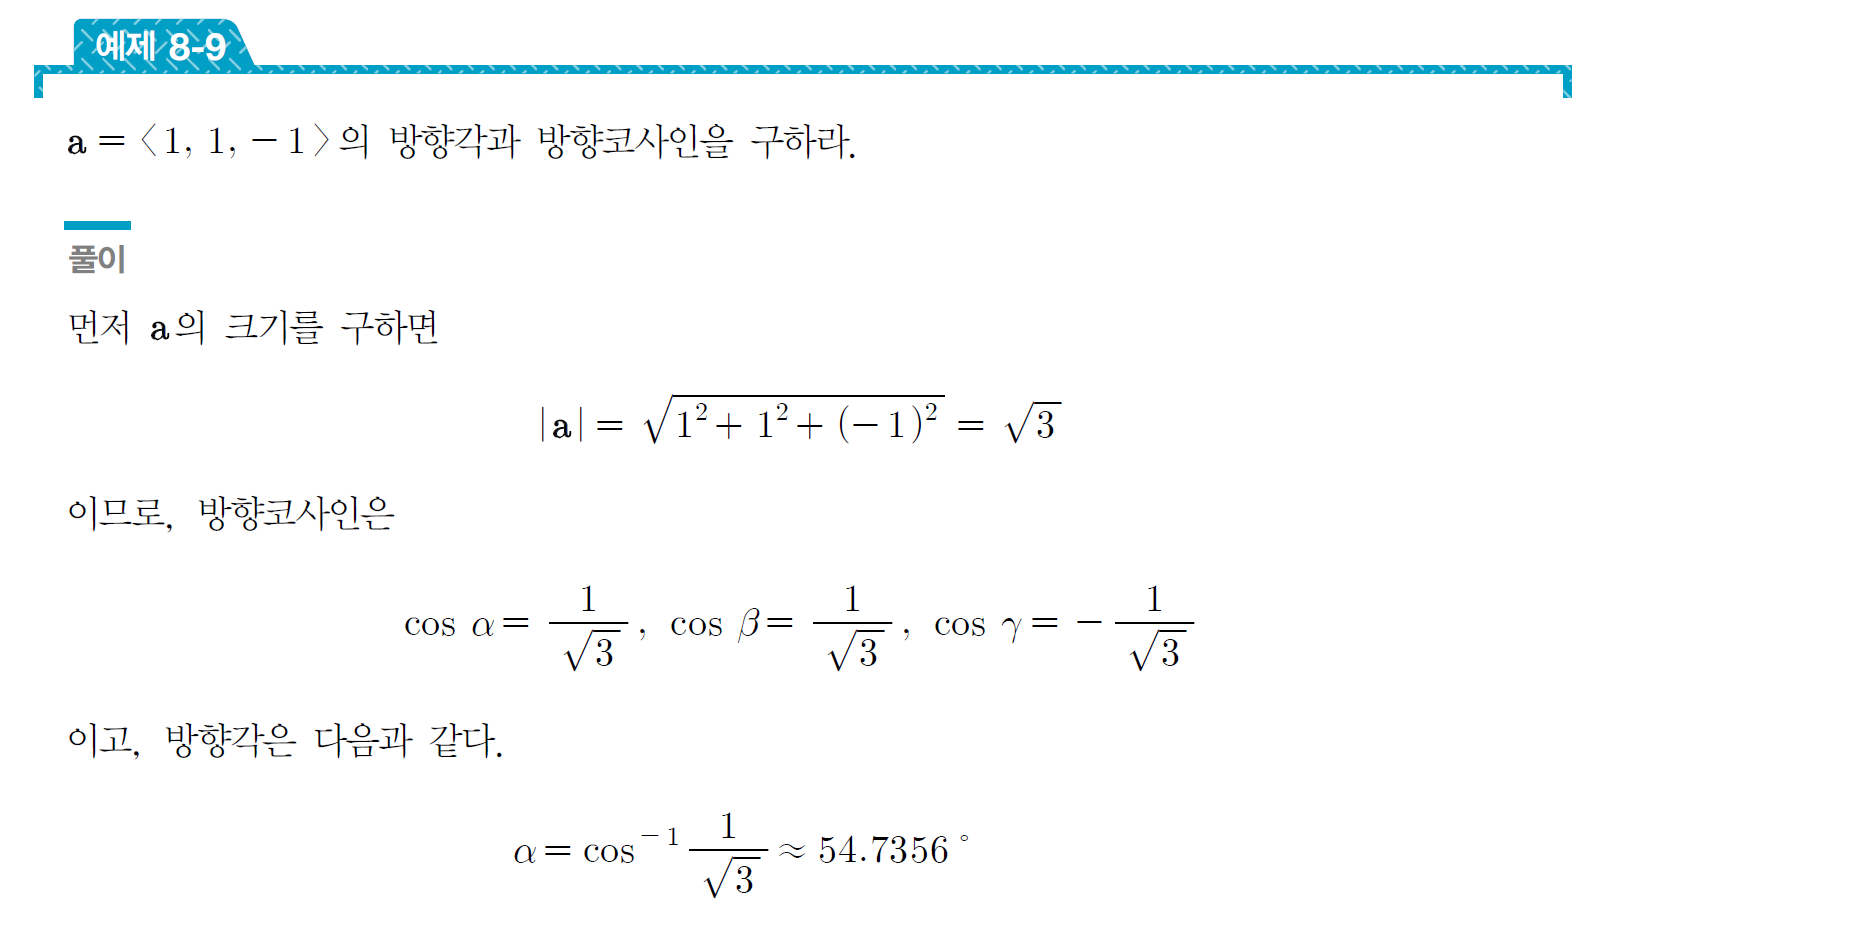 예제 8-9
a = ⟨1, 1, −1⟩의 방향각과 방향코사인을 구하라.
풀이
먼저 a의 크기를 구하면
|a| = √(1² + 1² + (−1)²) = √3
이므로, 방향코사인은
cos α = 1/√3, cos β = 1/√3, cos γ = − 1/√3
이고, 방향각은 다음과 같다.
α = cos⁻¹ 1/√3 ≈ 54.7356°